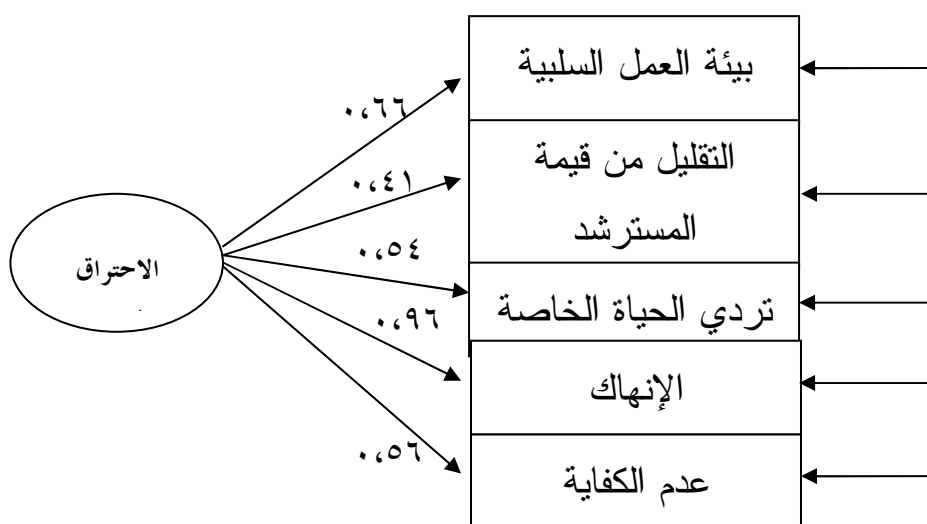 بيئة العمل السلبية
٠،٦٦
التقليل من قيمة
المسترشد
٠،٤١
الاحتراق
٠،٥٤
تردي الحياة الخاصة
٠،٩٦
الإنهاك
٠،٥٦
عدم الكفاية